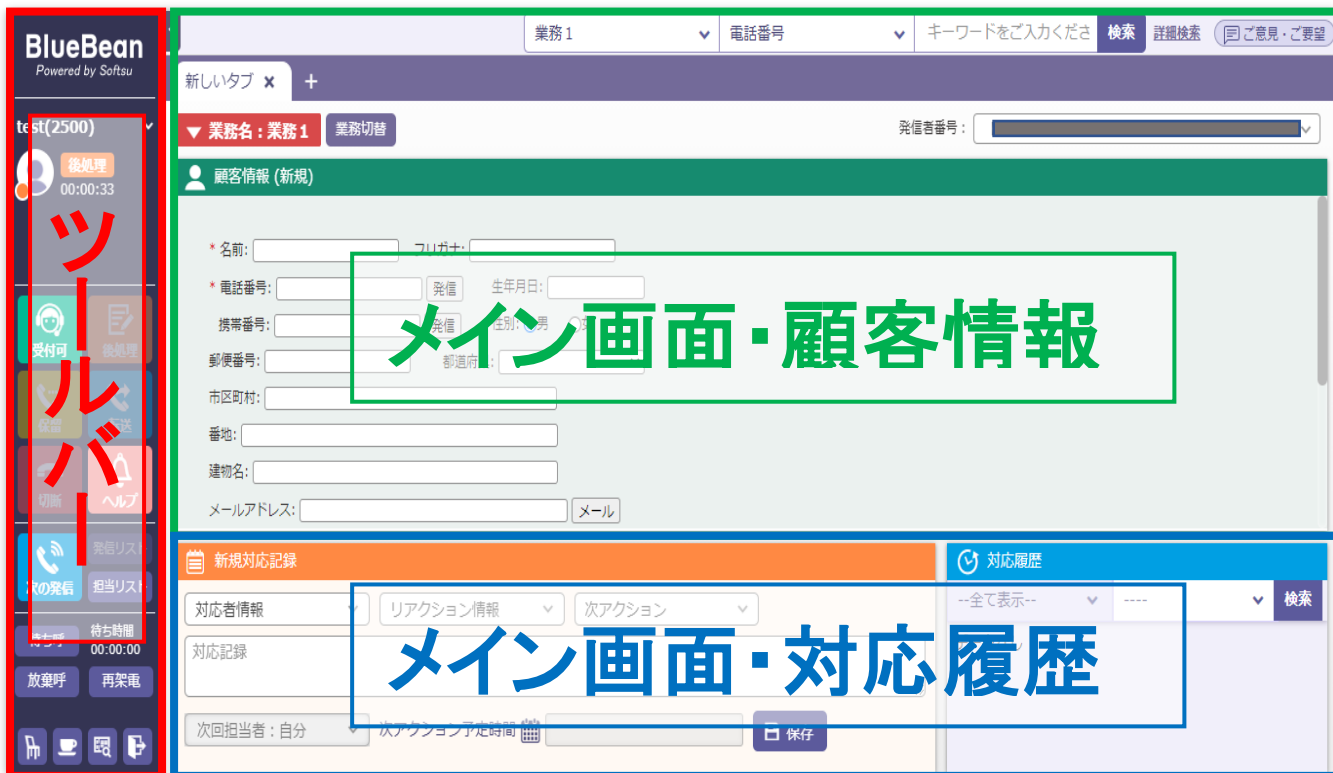 BlueBean
Powered by Softsu
業務1
電話番号
キーワードをご入力くださ
検索
詳細検索
ご意見・ご要望
新しいタブ ×
+
test(2500)
後処理
00:00:33
ツールバー
受付可
後処理
保留
転送
切断
ヘルプ
次の発信
発信リスト
担当リスト
待ち呼
待ち時間
00:00:00
放棄呼
再架電
▼ 業務名:業務1
業務切替
発信者番号:
顧客情報 (新規)
* 名前:
フリガナ:
* 電話番号:
発信
生年月日:
携帯番号:
発信
性別:
男
郵便番号:
都道府
市区町村:
番地:
建物名:
メールアドレス:
メール
メイン画面・顧客情報
新規対応記録
対応者情報
リアクション情報
次アクション
対応記録
次回担当者:自分
次アクション予定時間
保存
メイン画面・対応履歴
対応履歴
--全て表示--
----
検索